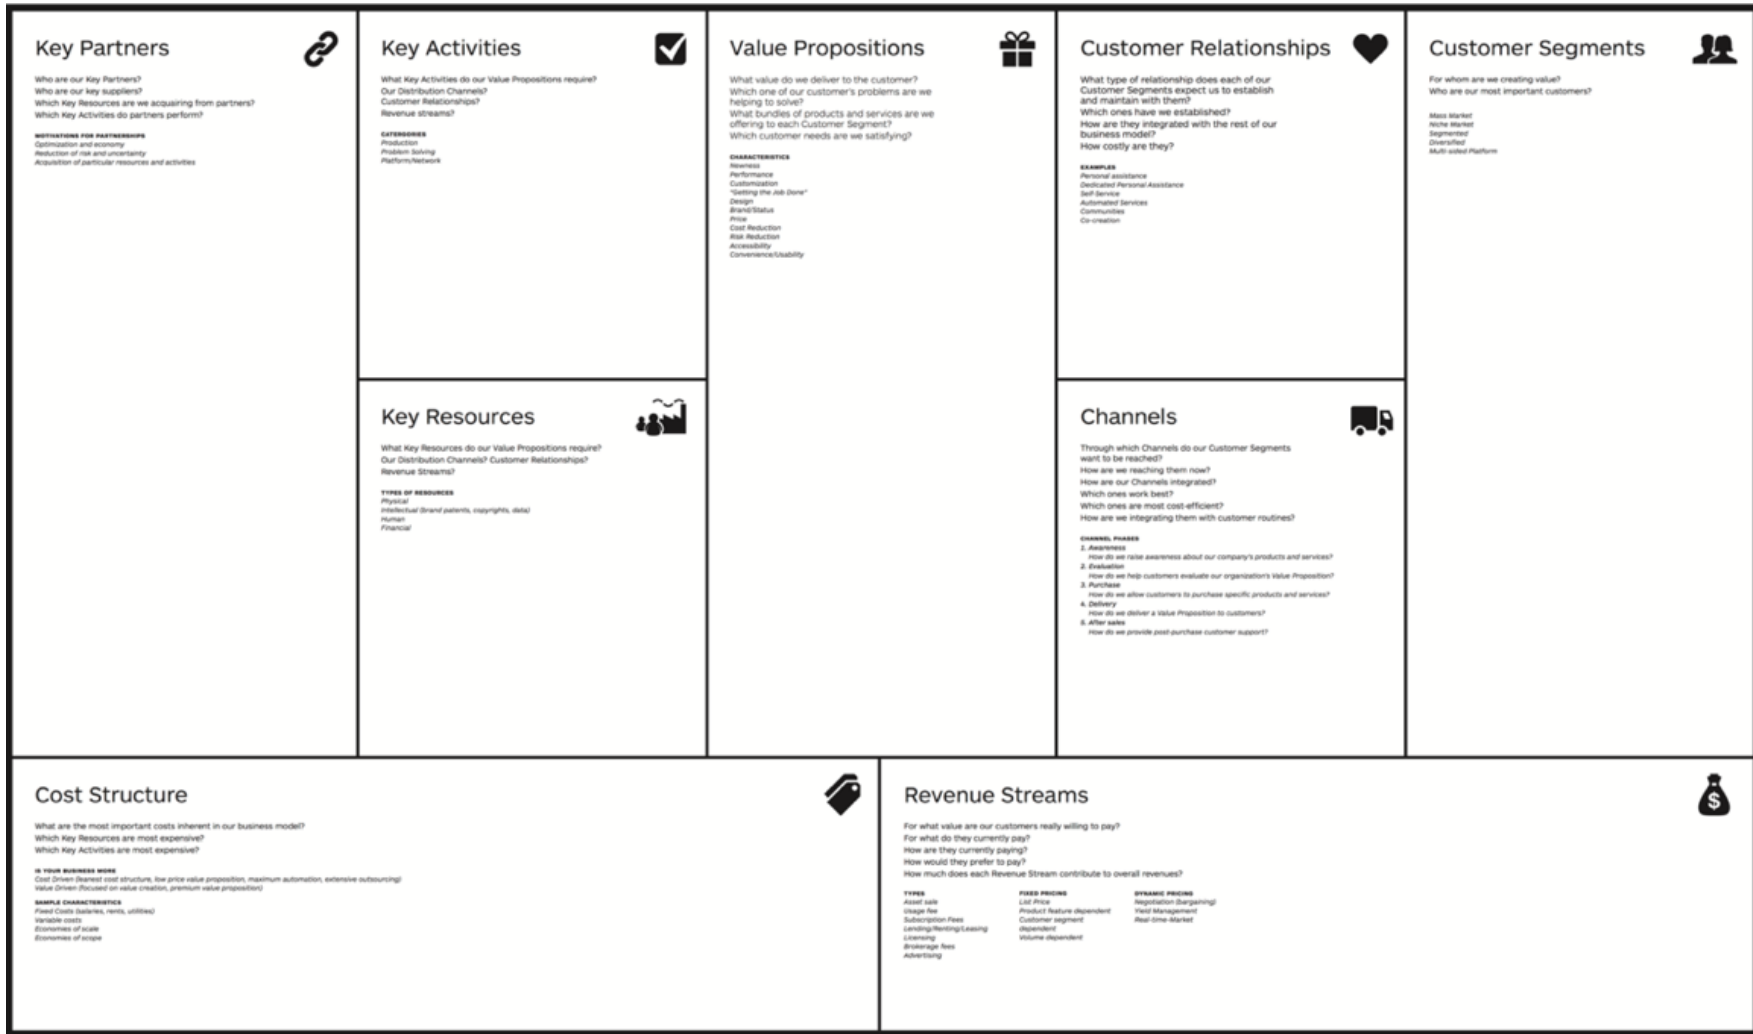 Key Partners
Who are our Key Partners?
Who are our key suppliers?
Which Key Resources are we acquairing from partners?
Which Key Activities do partners perform?
MOTIVATIONS FOR PARTNERSHIPS
Optimization and economy
Reduction of risk and uncertainty
Acquisition of particular resources and activities
Key Activities
What Key Activities do our Value Propositions require?
Our Distribution Channels?
Customer Relationships?
Revenue streams?
CATERGORIES
Production
Problem Solving
Platform/Network
Key Resources
What Key Resources do our Value Propositions require?
Our Distribution Channels? Customer Relationships?
Revenue Streams?
TYPES OF RESOURCES
Physical
Intellectual (brand patents, copyrights, data)
Human
Financial
Value Propositions
What value do we deliver to the customer?
Which one of our customer's problems are we
helping to solve?
What bundles of products and services are we
offering to each Customer Segment?
Which customer needs are we satisfying?
CHARACTERISTICS
Newness
Performance
Customization
"Getting the Job Done"
Design
Brand/Status
Price
Cost Reduction
Risk Reduction
Accessibility
Convenience/Usability
Customer Relationships
What type of relationship does each of our
Customer Segments expect us to establish
and maintain with them?
Which ones have we established?
How are they integrated with the rest of our
business model?
How costly are they?
EXAMPLES
Personal assistance
Dedicated Personal Assistance
Self-Service
Automated Services
Communities
Co-creation
Channels
Through which Channels do our Customer Segments
want to be reached?
How are we reaching them now?
How are our Channels integrated?
Which ones work best?
Which ones are most cost-efficient?
How are we integrating them with customer routines?
CHANNEL PHASES
1. Awareness
How do we raise awareness about our company's products and services?
2. Evaluation
How do we help customers evaluate our organization's Value Proposition?
3. Purchase
How do we allow customers to purchase specific products and services?
4. Delivery
How do we deliver a Value Proposition to customers?
5. After sales
How do we provide post-purchase customer support?
Customer Segments
For whom are we creating value?
Who are our most important customers?
Mass Market
Niche Market
Segmented
Diversified
Multi-sided Platform
Cost Structure
What are the most important costs inherent in our business model?
Which Key Resources are most expensive?
Which Key Activities are most expensive?
IS YOUR BUSINESS MORE
Cost Driven (leanest cost structure, low price value proposition, maximum automation, extensive outsourcing)
Value Driven (focused on value creation, premium value proposition)
SAMPLE CHARACTERISTICS
Fixed Costs (salaries, rents, utilities)
Variable costs
Economies of scale
Economies of scope
Revenue Streams
For what value are our customers really willing to pay?
For what do they currently pay?
How are they currently paying?
How would they prefer to pay?
How much does each Revenue Stream contribute to overall revenues?
TYPES
Asset sale
Usage fee
Subscription Fees
Lending/Renting/Leasing
Licensing
Brokerage fees
Advertising
FIXED PRICING
List Price
Product feature dependent
Customer segment
dependent
Volume dependent
DYNAMIC PRICING
Negotiation (bargaining)
Yield Management
Real-time-Market
$